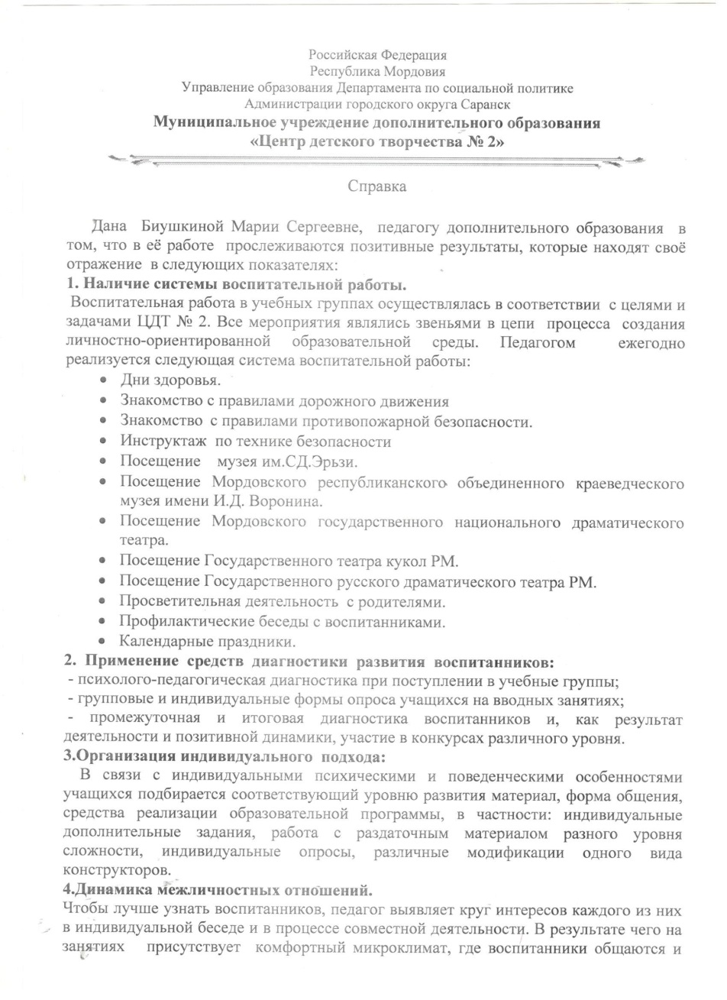 Российская Федерация
Республика Мордовия
Управление образования Департамента по социальной политике
Администрации городского округа Саранск
Муниципальное учреждение дополнительного образования
«Центр детского творчества № 2»
Справка
Дана Биушкиной Марии Сергеевне, педагогу дополнительного образования в
том, что в её работе прослеживаются позитивные результаты, которые находят своё
отражение в следующих показателях:
1. Наличие системы воспитательной работы.
Воспитательная работа в учебных группах осуществлялась в соответствии с целями и
задачами ЦДТ № 2. Все мероприятия являлись звеньями в цепи процесса создания
личностно-ориентированной образовательной среды. Педагогом ежегодно
реализуется следующая система воспитательной работы:
• Дни здоровья.
• Знакомство с правилами дорожного движения
• Знакомство с правилами противопожарной безопасности.
• Инструктаж по технике безопасности
• Посещение музея им.СД.Эрьзи.
• Посещение Мордовского республиканского объединенного краеведческого
музея имени И.Д. Воронина.
• Посещение Мордовского государственного национального драматического
театра.
• Посещение Государственного театра кукол РМ.
• Посещение Государственного русского драматического театра РМ.
• Просветительная деятельность с родителями.
• Профилактические беседы с воспитанниками.
• Календарные праздники.
2. Применение средств диагностики развития воспитанников:
- психолого-педагогическая диагностика при поступлении в учебные группы;
- групповые и индивидуальные формы опроса учащихся на вводных занятиях;
- промежуточная и итоговая диагностика воспитанников и, как результат
деятельности и позитивной динамики, участие в конкурсах различного уровня.
3.Организация индивидуального подхода:
В связи с индивидуальными психическими и поведенческими особенностями
учащихся подбирается соответствующий уровню развития материал, форма общения,
средства реализации образовательной программы, в частности: индивидуальные
дополнительные задания, работа с раздаточным материалом разного уровня
сложности, индивидуальные опросы, различные модификации одного вида
конструкторов.
4.Динамика межличностных отношений.
Чтобы лучше узнать воспитанников, педагог выявляет круг интересов каждого из них
в индивидуальной беседе и в процессе совместной деятельности. В результате чего на
занятиях присутствует комфортный микроклимат, где воспитанники общаются и